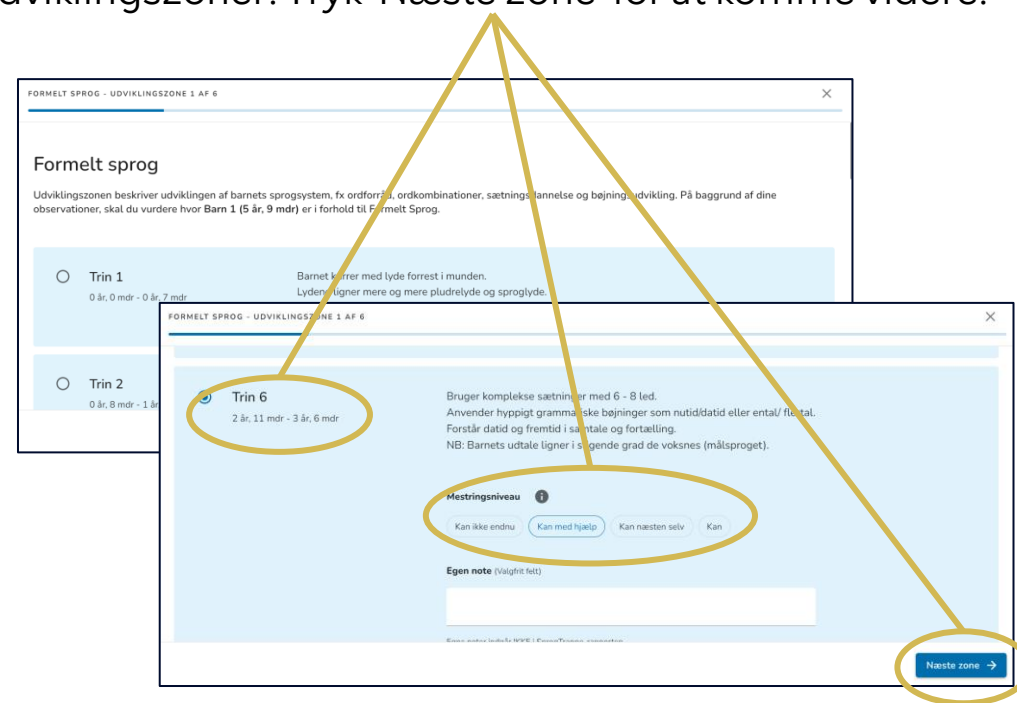 udviklingszoner. Tryk 'Næste zone' for at komme videre.
FORMELT SPROG - UDVIKLINGSZONE 1 AF 6
Formelt sprog
Udviklingszonen beskriver udviklingen af barnets sprogsystem, fx ordforråd, ordkombinationer, sætningsdannelse og bøjningsudvikling. På baggrund af dine
observationer, skal du vurdere hvor Barn 1 (5 år, 9 mdr) er i forhold til Formelt Sprog.
Trin 1
0 år, 0 mdr - 0 år, 7 mdr
Barnet kurrer med lyde forrest i munden.
Lydene ligner mere og mere pludrelyde og sproglyde.
Trin 2
0 år, 8 mdr - 1 år
FORMELT SPROG - UDVIKLINGSZONE 1 AF 6
Trin 6
2 år, 11 mdr - 3 år, 6 mdr
Bruger komplekse sætninger med 6 - 8 led.
Anvender hyppigt grammatiske bøjninger som nutid/datid eller ental/ flertal.
Forstår datid og fremtid i samtale og fortælling.
NB: Barnets udtale ligner i stigende grad de voksnes (målsproget).
Mestringsniveau
Kan ikke endnu Kan med hjælp Kan næsten selv Kan
Egen note (Valgfrit felt)
Næste zone →